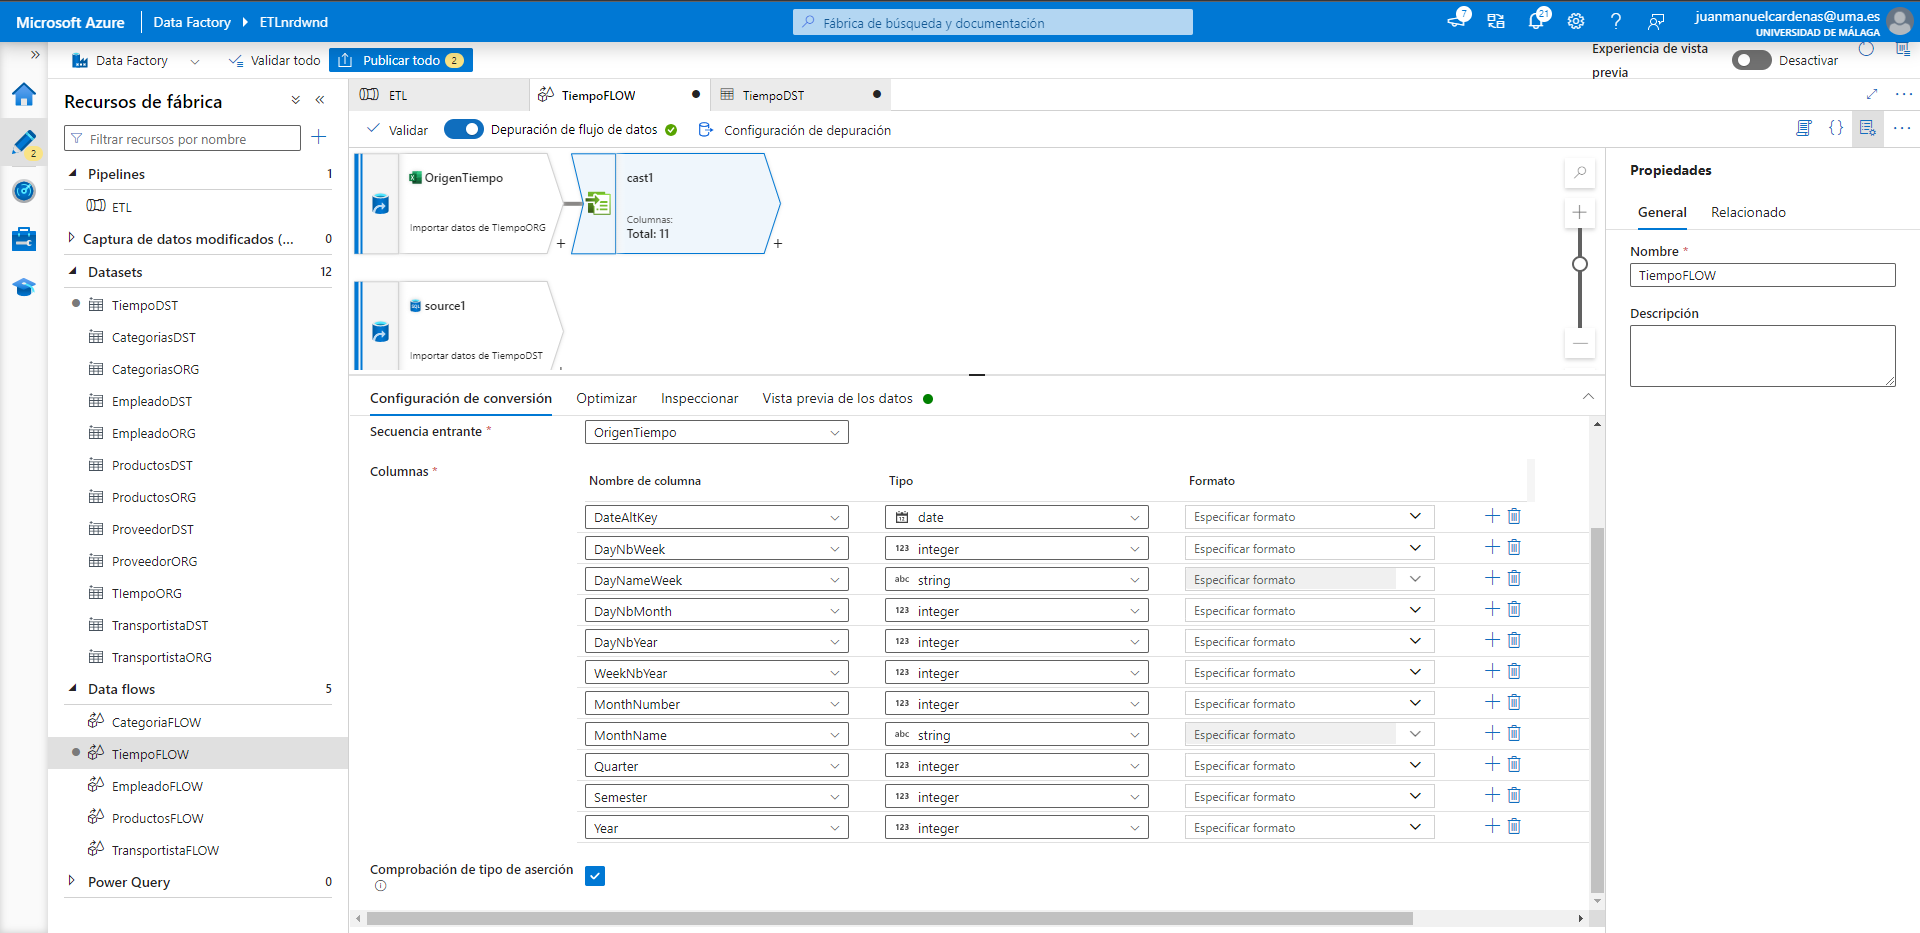 Microsoft Azure Data Factory ETLnrdwnd
Fábrica de búsqueda y documentación
7
21
juanmanuelcardenas@uma.es
UNIVERSIDAD DE MÁLAGA
Data Factory Validar todo Publicar todo 2
Experiencia de vista previa Desactivar
2
Recursos de fábrica
Filtrar recursos por nombre
Pipelines 1
ETL
Captura de datos modificados (... 0
Datasets 12
TiempoDST
CategoriasDST
CategoriasORG
EmpleadoDST
EmpleadoORG
ProductosDST
ProductosORG
ProveedorDST
ProveedorORG
TIempoORG
TransportistaDST
TransportistaORG
Data flows 5
CategoriaFLOW
TiempoFLOW
EmpleadoFLOW
ProductosFLOW
TransportistaFLOW
Power Query 0
ETL TiempoFLOW TiempoDST
Validar Depuración de flujo de datos Configuración de depuración
OrigenTiempo
Importar datos de TIempoORG
cast1
Columnas:
Total: 11
source1
Importar datos de TiempoDST
Configuración de conversión Optimizar Inspeccionar Vista previa de los datos
Secuencia entrante * OrigenTiempo
Columnas *
Nombre de columna Tipo Formato
DateAltKey date Especificar formato
DayNbWeek 123 integer Especificar formato
DayNameWeek abc string Especificar formato
DayNbMonth 123 integer Especificar formato
DayNbYear 123 integer Especificar formato
WeekNbYear 123 integer Especificar formato
MonthNumber 123 integer Especificar formato
MonthName abc string Especificar formato
Quarter 123 integer Especificar formato
Semester 123 integer Especificar formato
Year 123 integer Especificar formato
Comprobación de tipo de aserción
Propiedades
General Relacionado
Nombre *
TiempoFLOW
Descripción